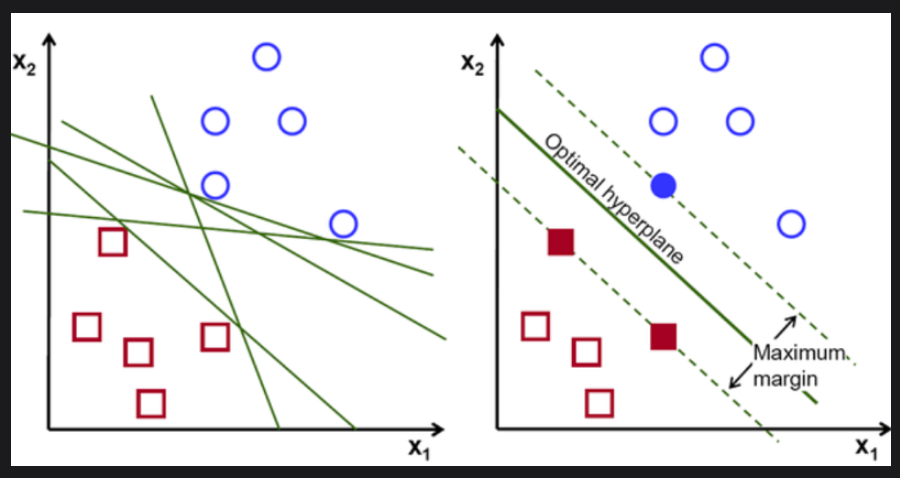 x₂
x₁
x₂
Optimal hyperplane
Maximum
margin
x₁